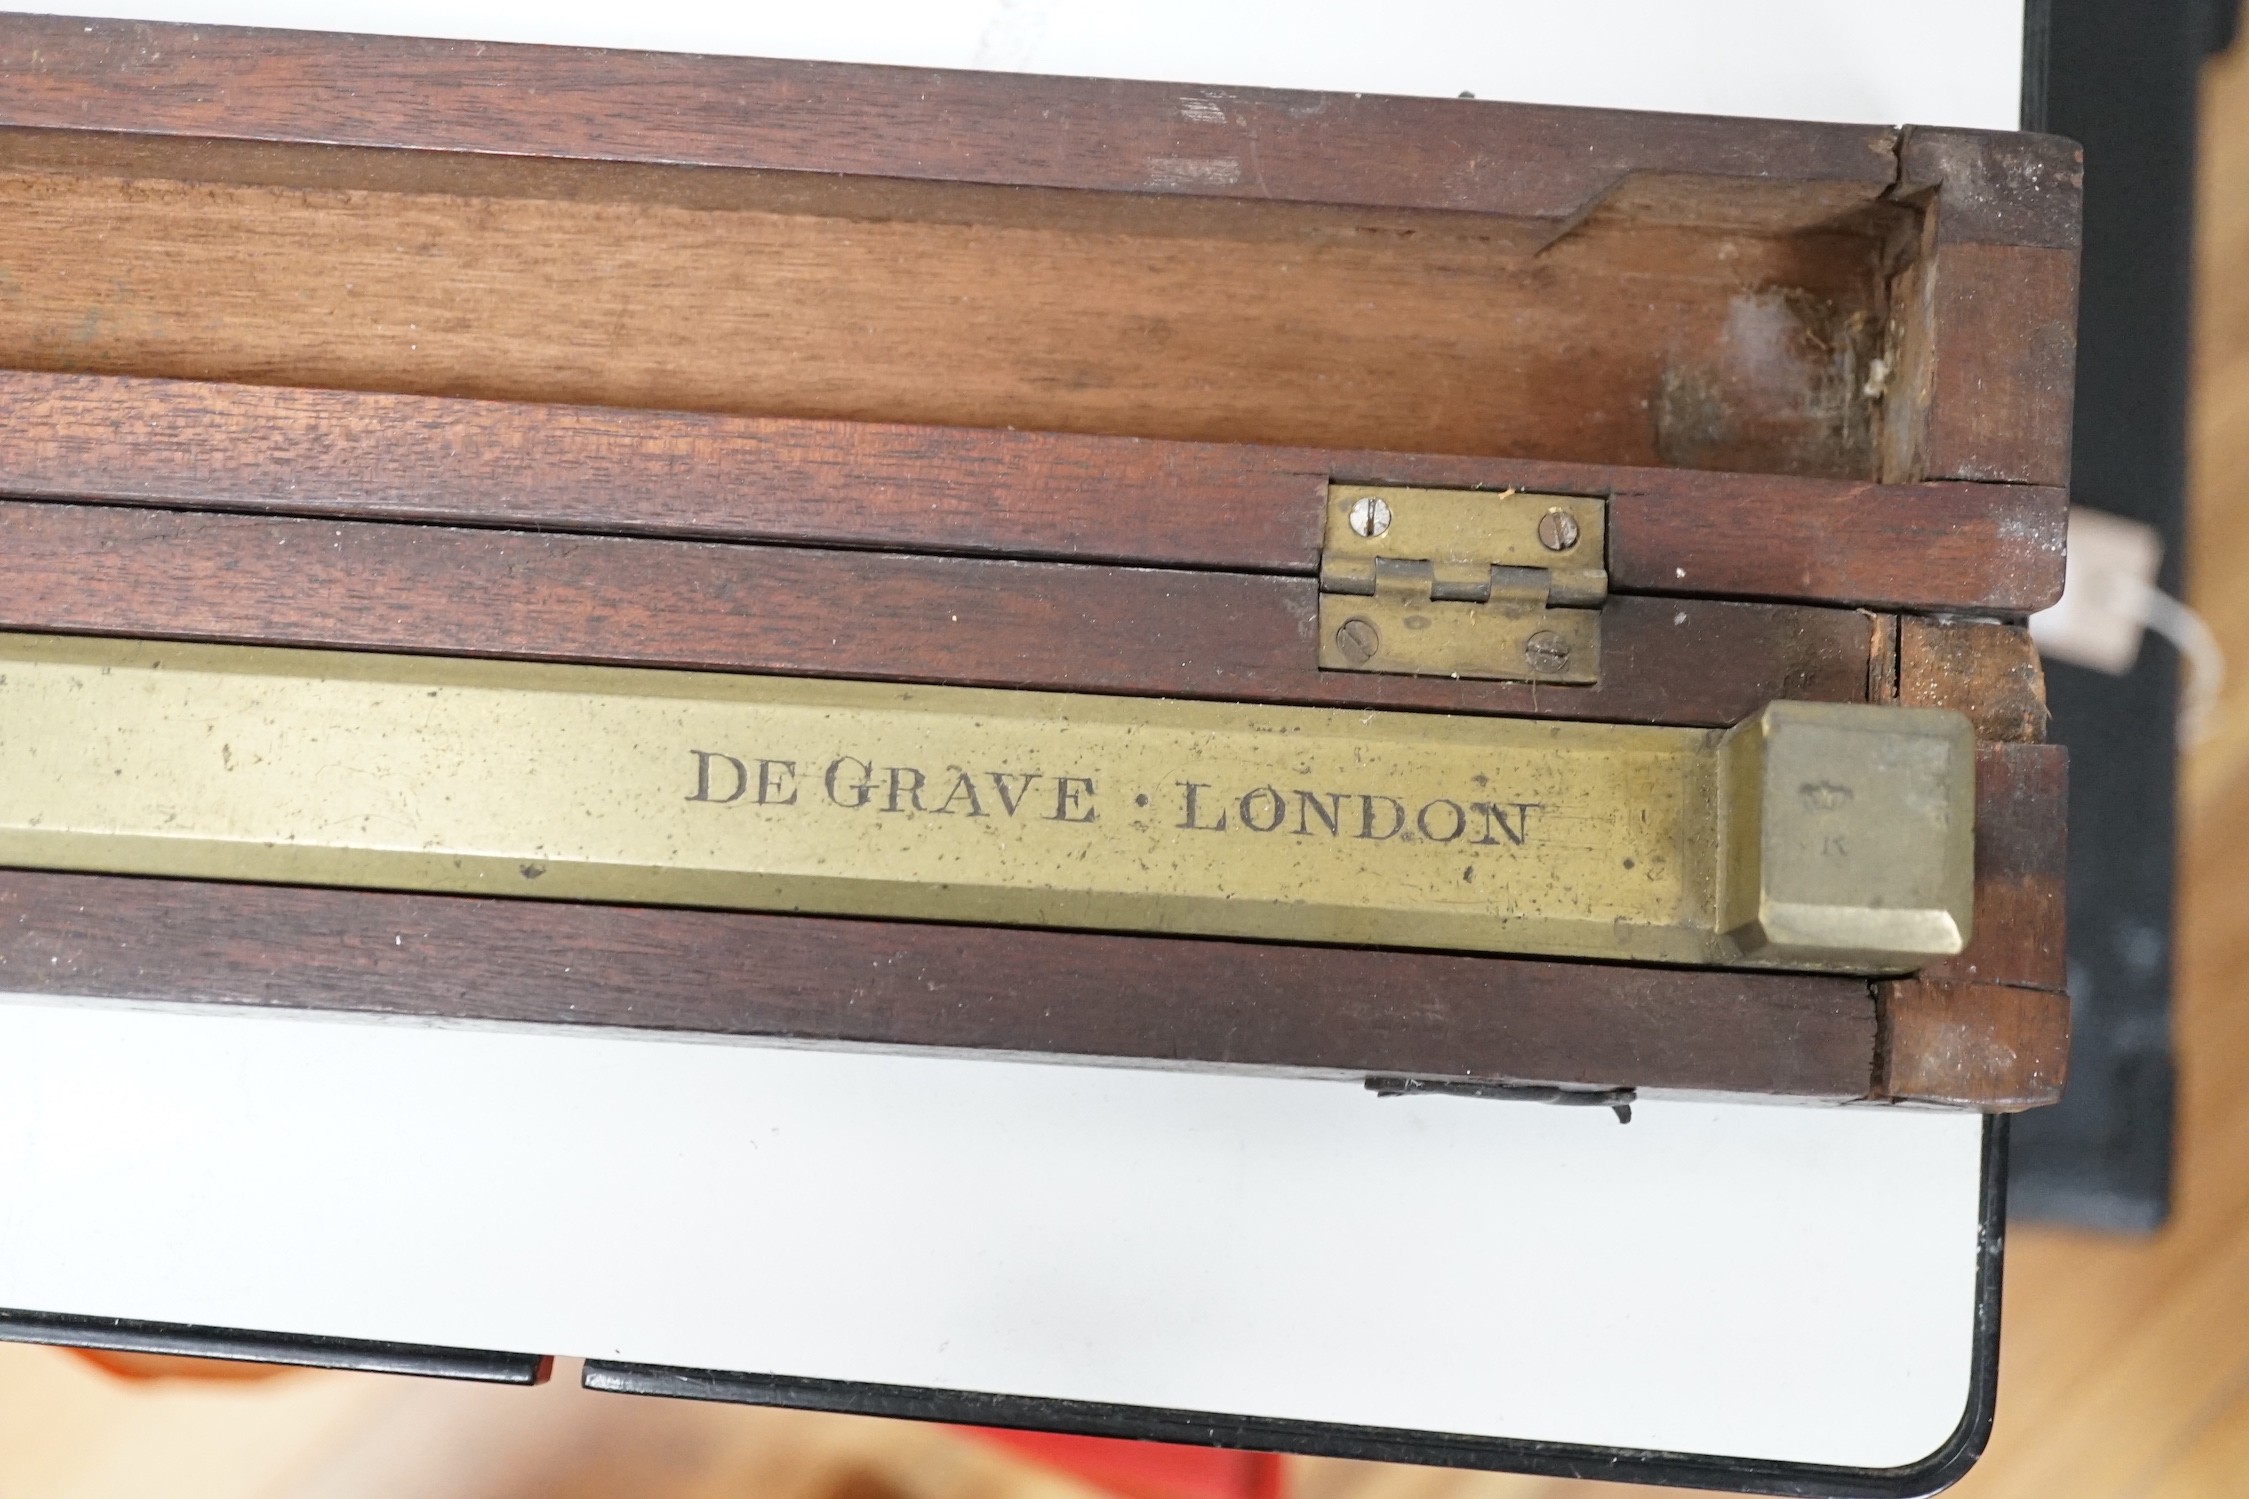 DE GRAVE · LONDON